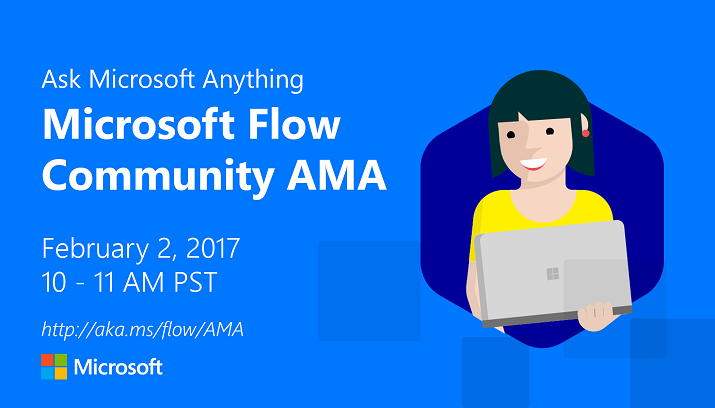 Ask Microsoft Anything
Microsoft Flow
Community AMA
February 2, 2017
10 - 11 AM PST
http://aka.ms/flow/AMA
Microsoft